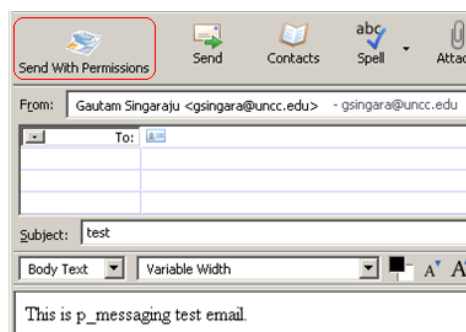 abc
Send With Permissions Send Contacts Spell
From: Gautam Singaraju <gsingara@uncc.edu> - gsingara@uncc.edu
To:
Subject: test
Body Text Variable Width A A
This is p_messaging test email.